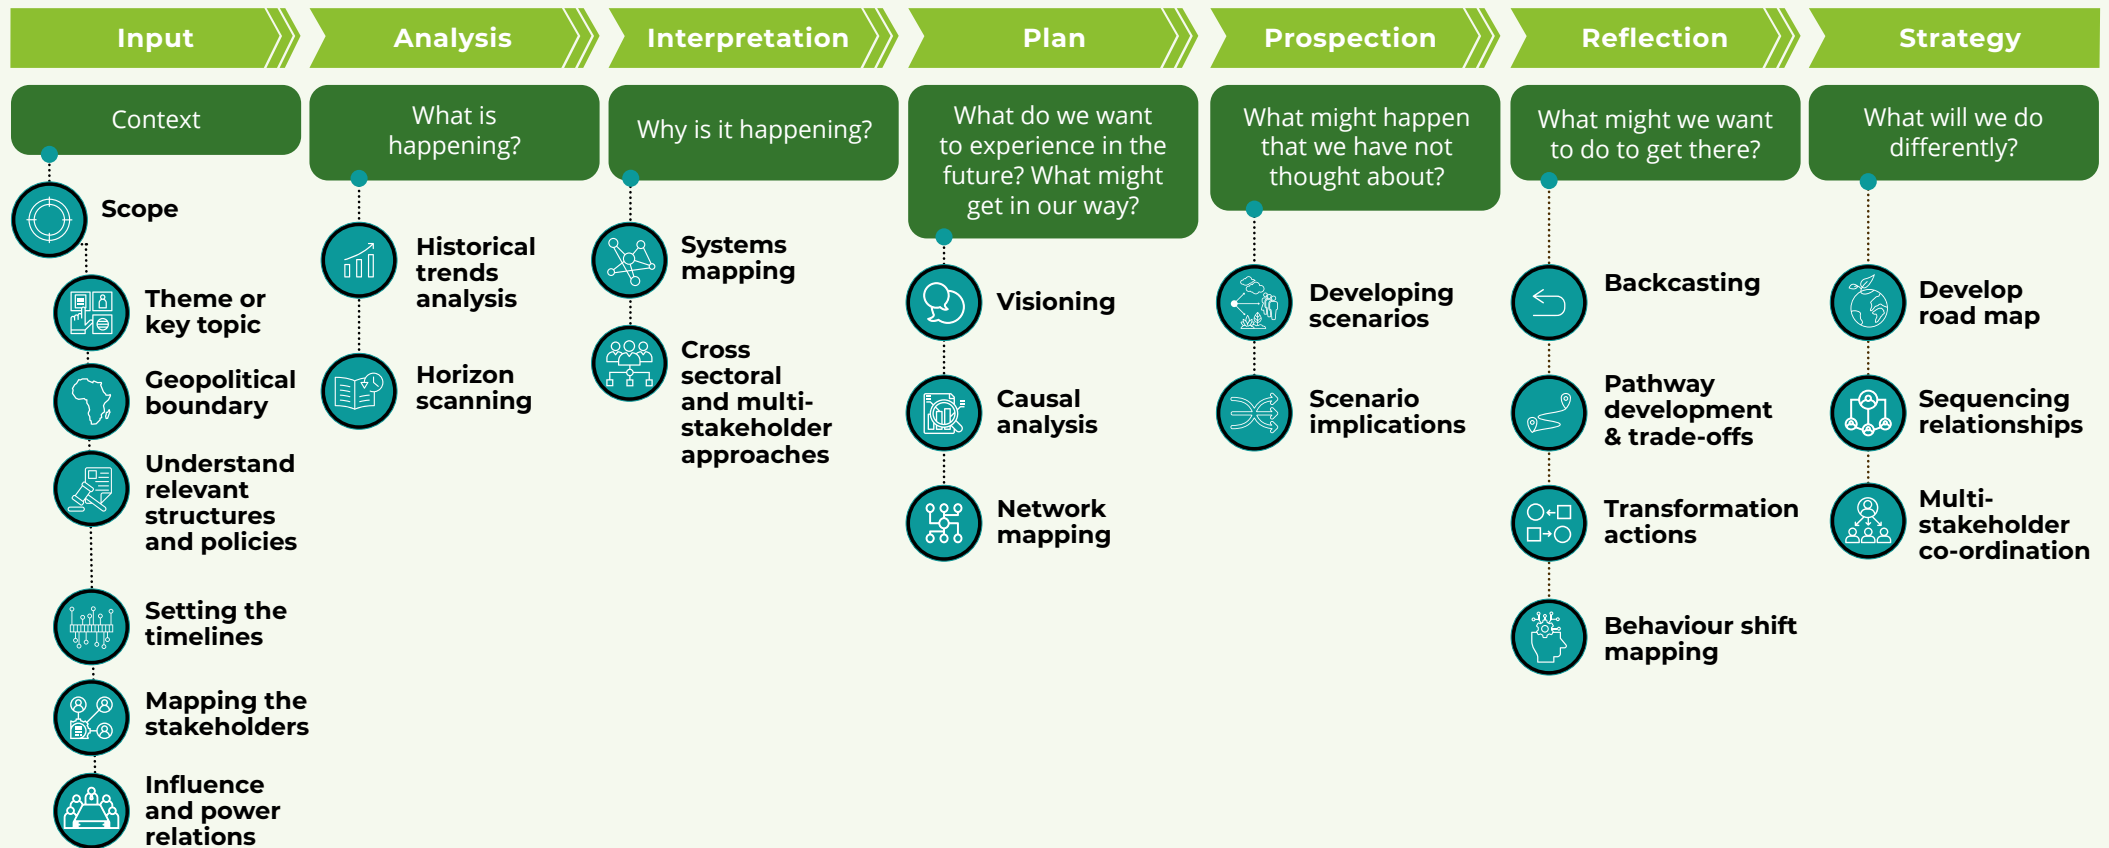 Input
Analysis
Interpretation
Plan
Prospection
Reflection
Strategy
Context
Scope
Theme or
key topic
Geopolitical
boundary
Understand
relevant
structures
and policies
Setting the
timelines
Mapping the
stakeholders
Influence
and power
relations
What is
happening?
Historical
trends
analysis
Horizon
scanning
Why is it happening?
Systems
mapping
Cross
sectoral
and multi-
stakeholder
approaches
What do we want
to experience in the
future? What might
get in our way?
Visioning
Causal
analysis
Network
mapping
What might happen
that we have not
thought about?
Developing
scenarios
Scenario
implications
What might we want
to do to get there?
Backcasting
Pathway
development
& trade-offs
Transformation
actions
Behaviour shift
mapping
What will we do
differently?
Develop
road map
Sequencing
relationships
Multi-
stakeholder
co-ordination